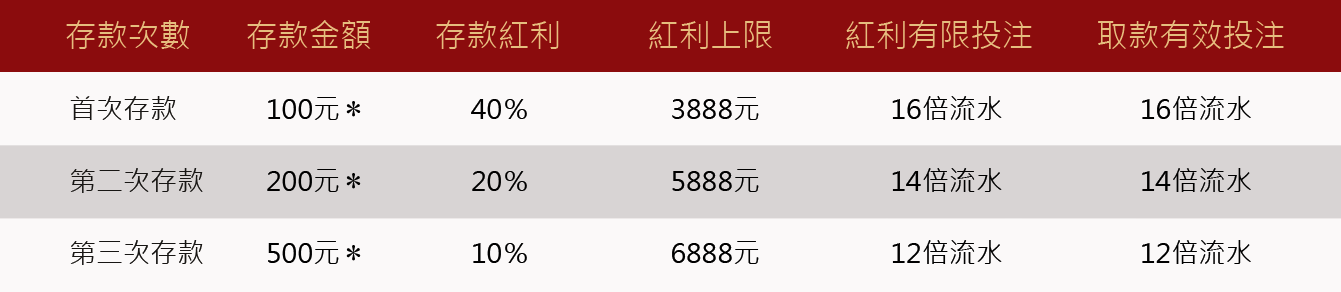 存款次數 存款金額 存款紅利 紅利上限 紅利有限投注 取款有效投注
首次存款 100元* 40% 3888元 16倍流水 16倍流水
第二次存款 200元* 20% 5888元 14倍流水 14倍流水
第三次存款 500元* 10% 6888元 12倍流水 12倍流水